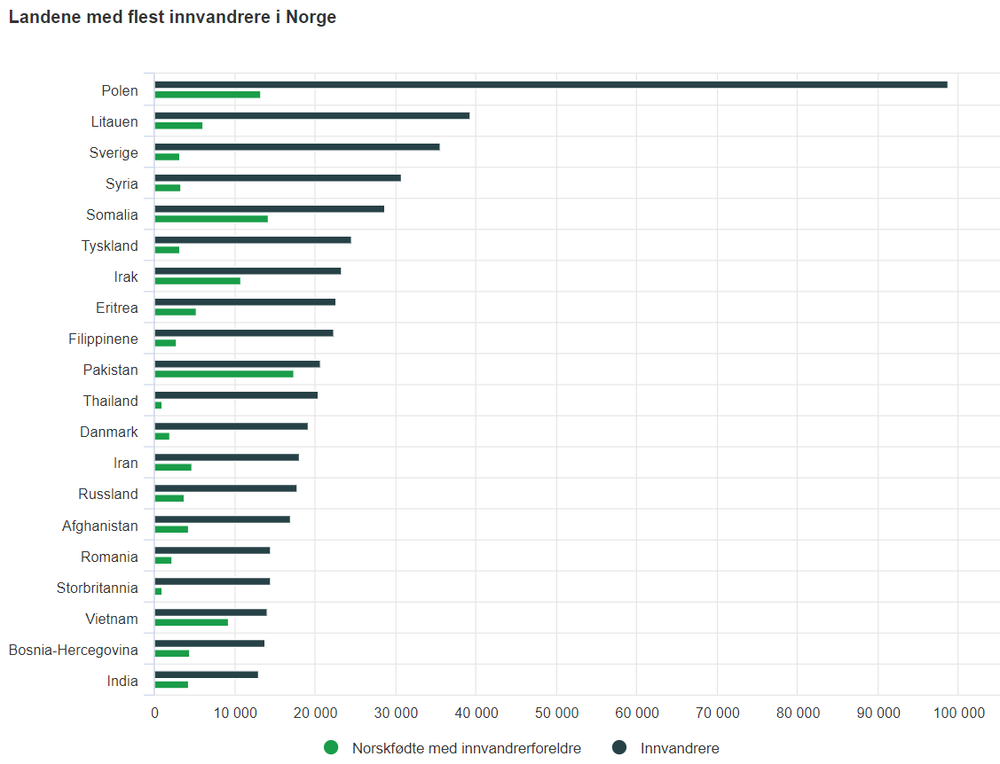 Landene med flest innvandrere i Norge
Polen
Litauen
Sverige
Syria
Somalia
Tyskland
Irak
Eritrea
Filippinene
Pakistan
Thailand
Danmark
Iran
Russland
Afghanistan
Romania
Storbritannia
Vietnam
Bosnia-Hercegovina
India
0 10 000 20 000 30 000 40 000 50 000 60 000 70 000 80 000 90 000 100 000
Norskfødte med innvandrerforeldre Innvandrere